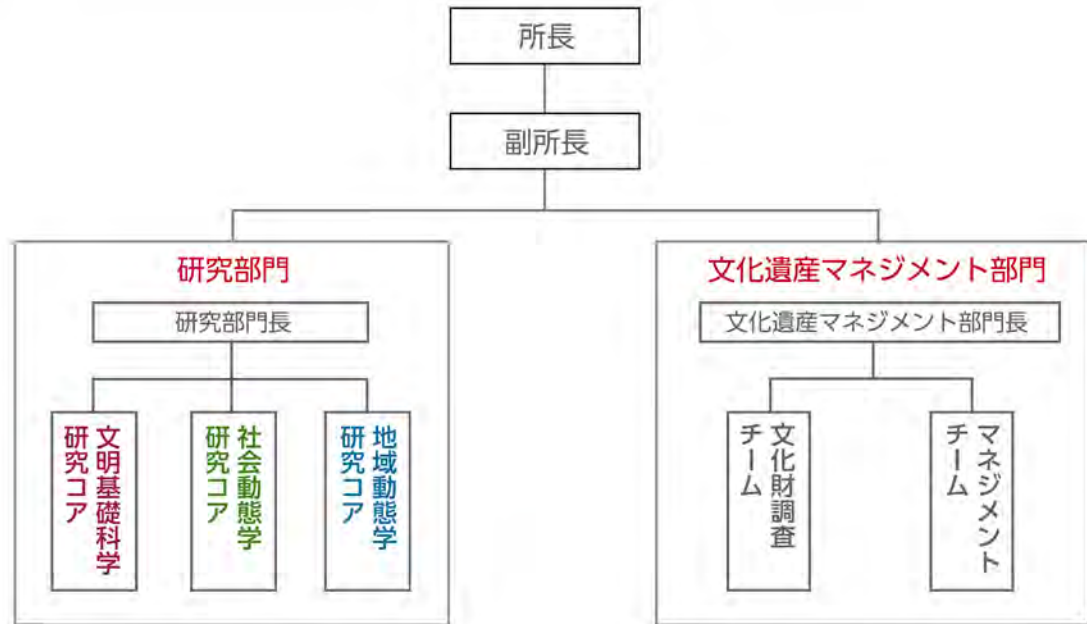 所長
副所長
研究部門
研究部門長
文明基礎科学
研究コア
社会動態学
研究コア
地域動態学
研究コア
文化遺産マネジメント部門
文化遺産マネジメント部門長
文化財調査
チーム
マネジメント
チーム